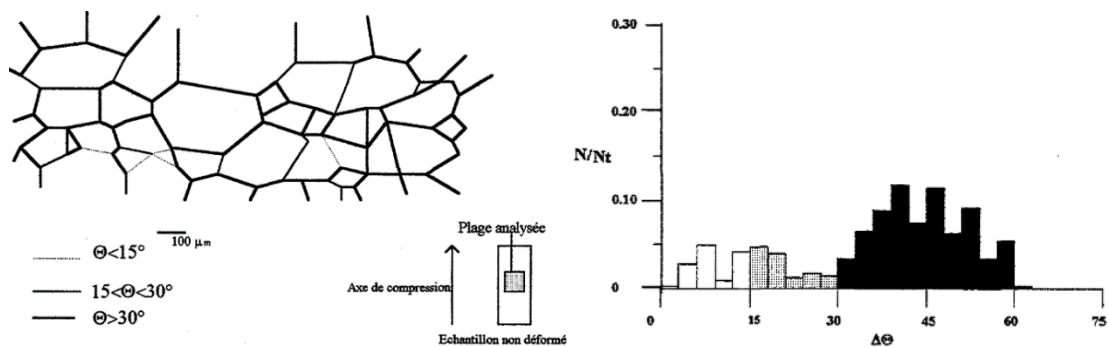 100 µm
Θ<15°
15<Θ<30°
Θ>30°
Plage analysée
Axe de compression
Echantillon non déformé
0.30
0.20
N/Nt
0.10
0
0 15 30 45 60 75
ΔΘ